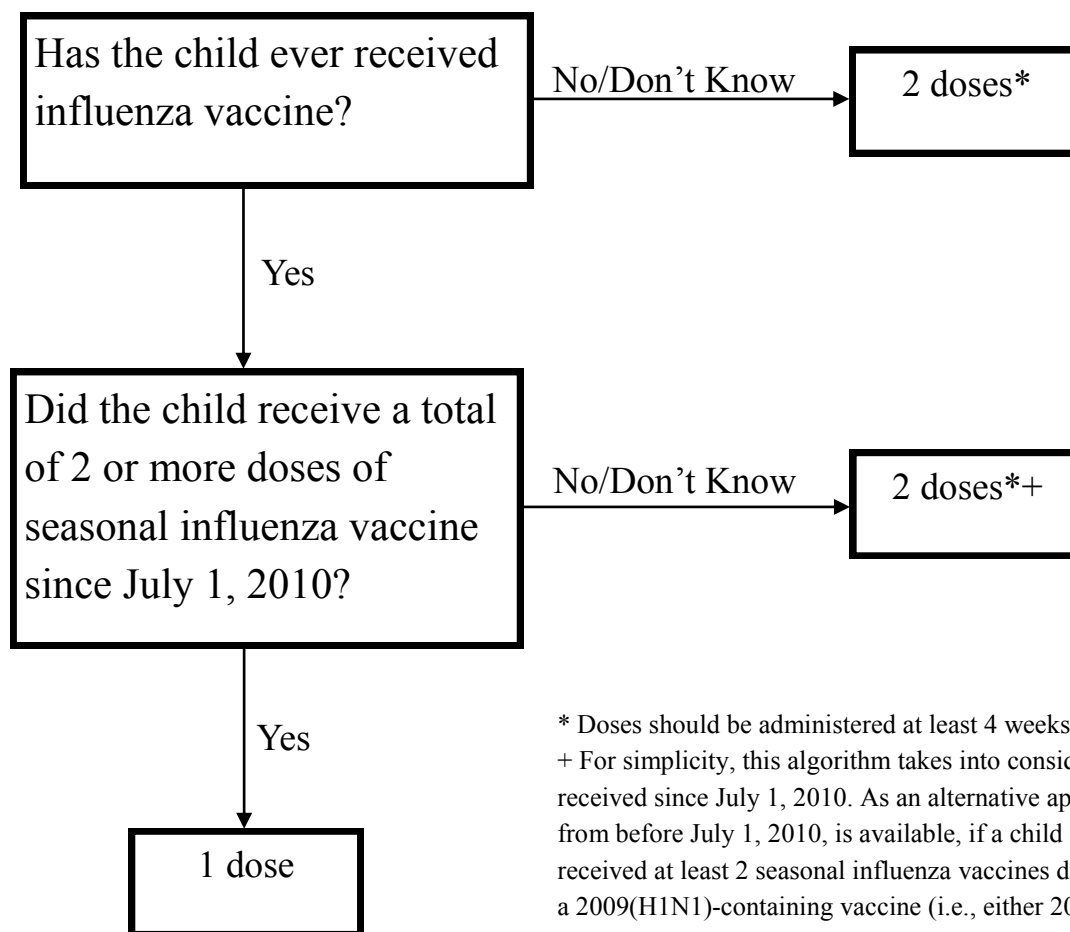 Has the child ever received
influenza vaccine?
No/Don’t Know
2 doses*
Yes
Did the child receive a total
of 2 or more doses of
seasonal influenza vaccine
since July 1, 2010?
No/Don’t Know
2 doses*+
Yes
1 dose
* Doses should be administered at least 4 weeks
+ For simplicity, this algorithm takes into
received since July 1, 2010. As an alternative
from before July 1, 2010, is available, if a child
received at least 2 seasonal influenza vaccines
a 2009(H1N1)-containing vaccine (i.e., either